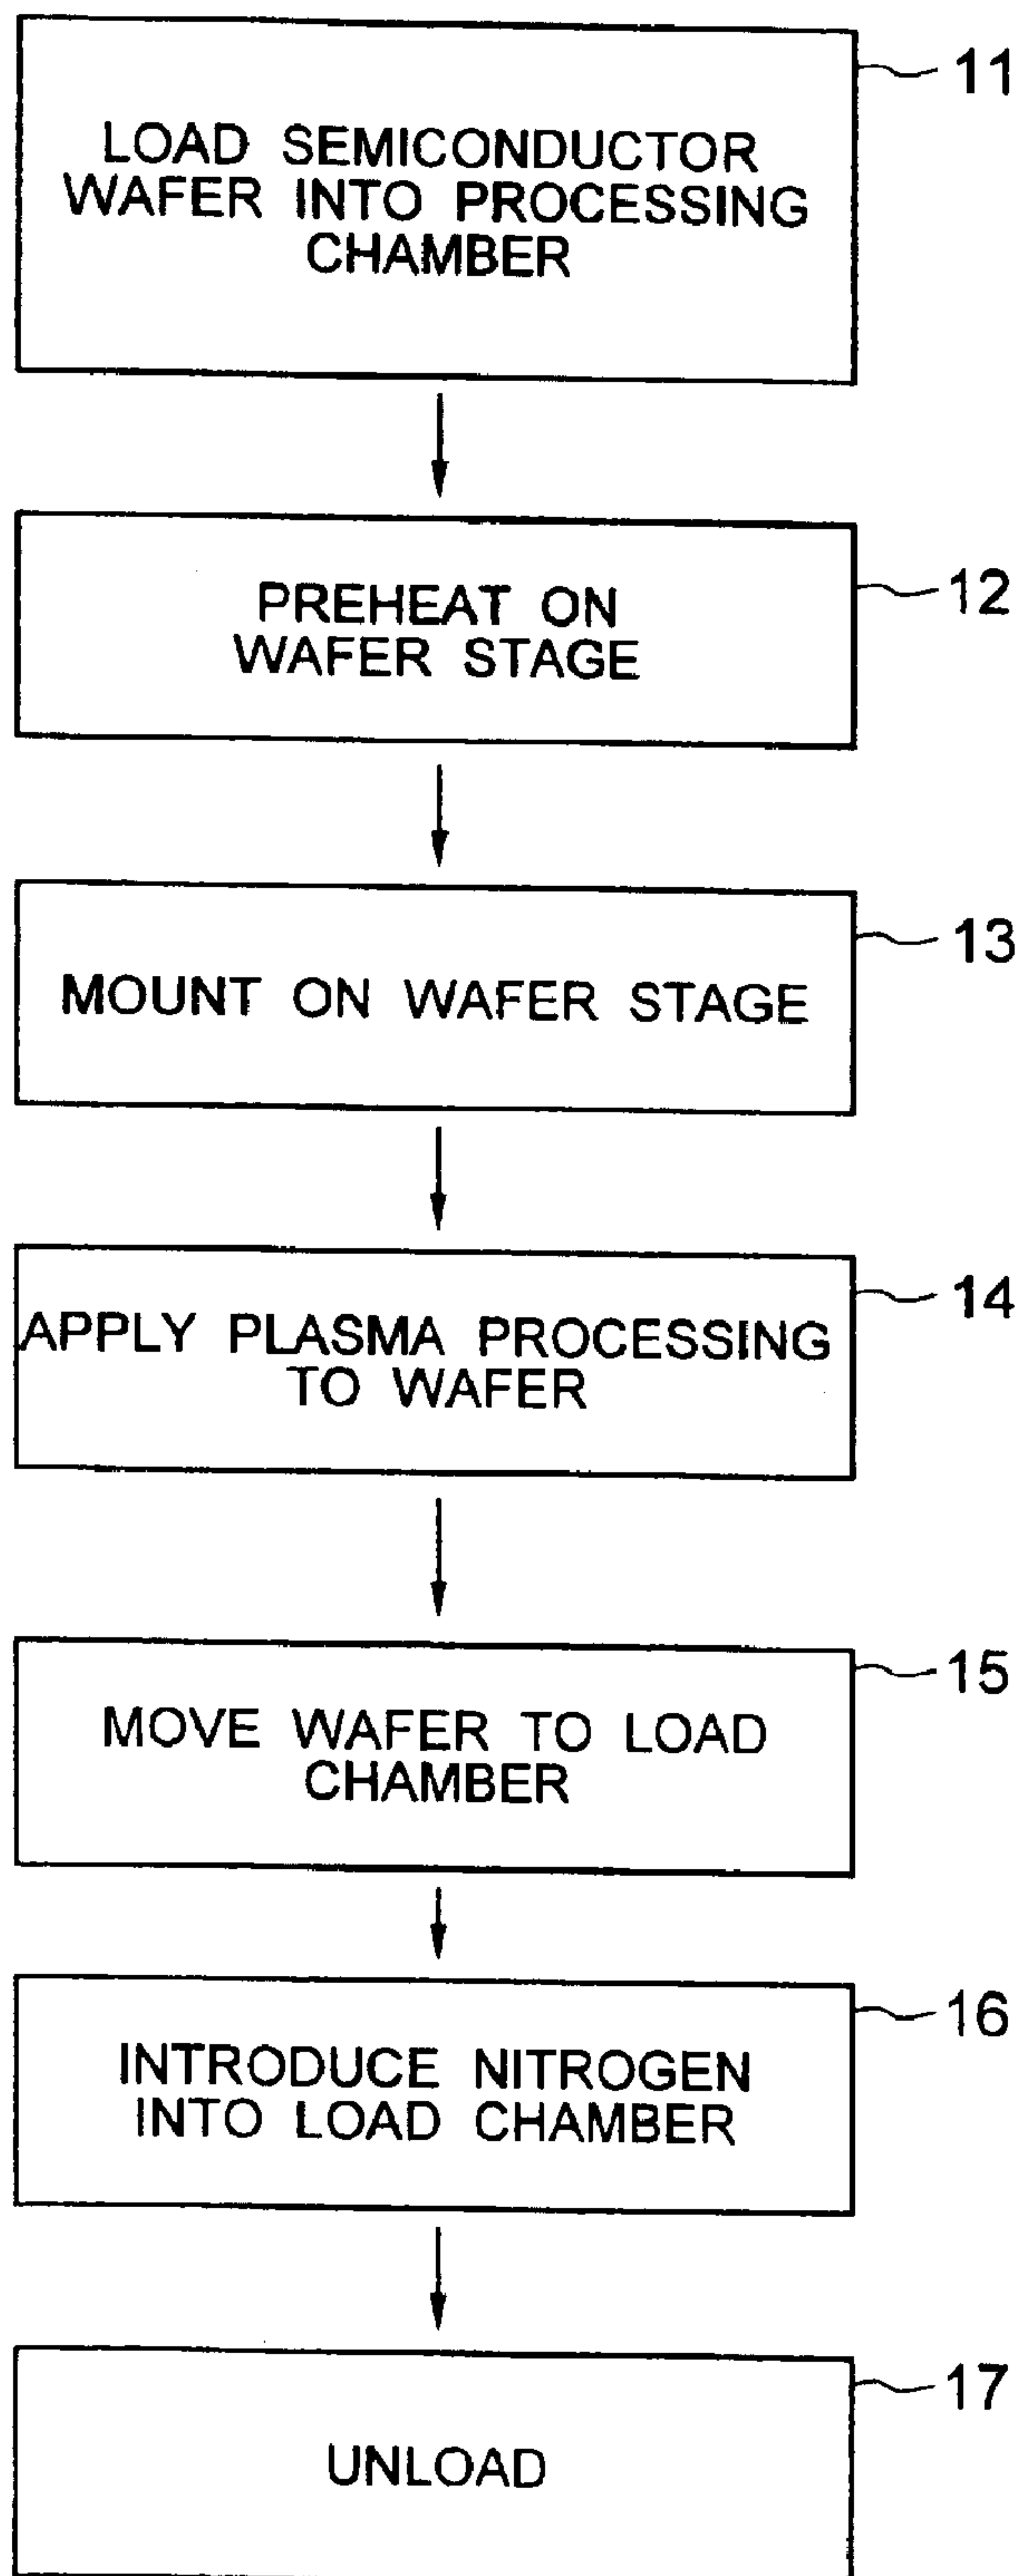 11
LOAD SEMICONDUCTOR
WAFER INTO PROCESSING
CHAMBER
12
PREHEAT ON
WAFER STAGE
13
MOUNT ON WAFER STAGE
14
APPLY PLASMA PROCESSING
TO WAFER
15
MOVE WAFER TO LOAD
CHAMBER
16
INTRODUCE NITROGEN
INTO LOAD CHAMBER
17
UNLOAD